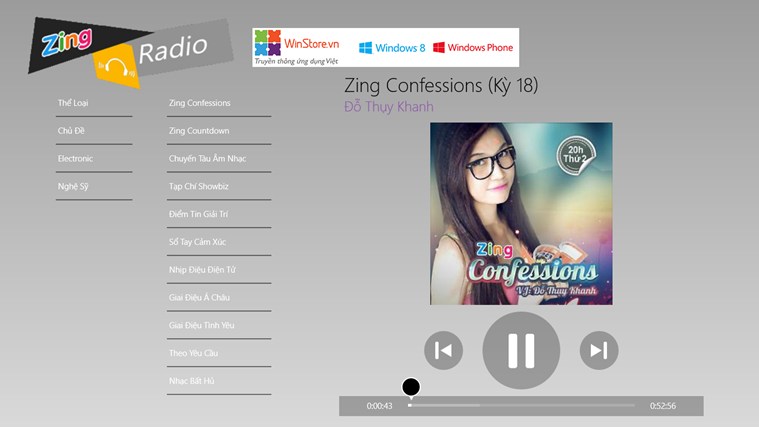 Zing
Radio
WinStore.vn
Truyền thông ứng dụng Việt
Windows 8
Windows Phone
Thể Loại
Chủ Đề
Electronic
Nghệ Sỹ
Zing Confessions
Zing Countdown
Chuyến Tàu Âm Nhạc
Tạp Chí Showbiz
Điểm Tin Giải Trí
Sổ Tay Cảm Xúc
Nhịp Điệu Điện Tử
Giai Điệu Á Châu
Giai Điệu Tình Yêu
Theo Yêu Cầu
Nhạc Bất Hủ
Zing Confessions (Kỳ 18)
Đỗ Thụy Khanh
20h
Thứ 2
Zing
Confessions
VJ: Đỗ Thụy Khanh
0:00:43
0:52:56